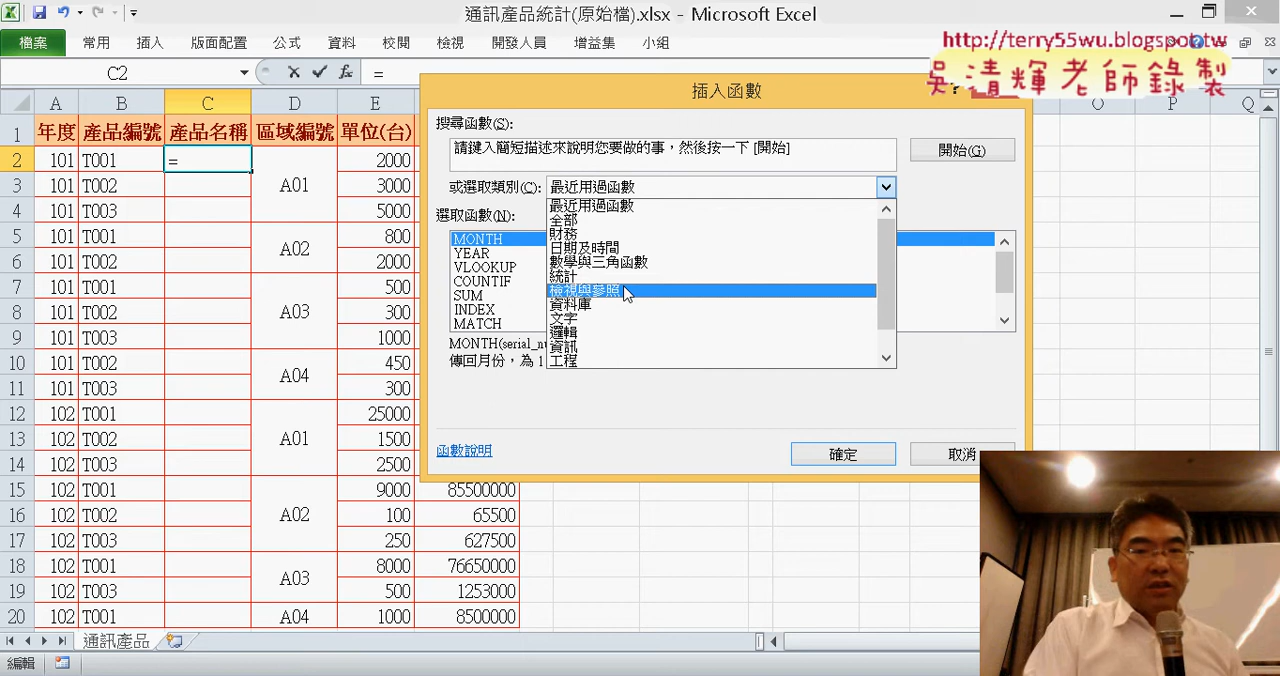 通訊產品統計(原始檔).xlsx - Microsoft Excel
檔案 常用 插入 版面配置 公式 資料 校閱 檢視 開發人員 增益集 小組
http://terry55wu.blogspot.tw
吳清輝老師錄製
C2 fx =
插入函數
搜尋函數(S):
請鍵入簡短描述來說明您要做的事，然後按一下 [開始]
開始(G)
或選取類別(C): 最近用過函數
最近用過函數
全部
財務
日期及時間
數學與三角函數
統計
檢視與參照
資料庫
文字
邏輯
資訊
工程
選取函數(N):
MONTH
YEAR
VLOOKUP
COUNTIF
SUM
INDEX
MATCH
MONTH(serial_nu
傳回月份，為 1
函數說明
確定 取消
A B C D E O P Q
1 年度 產品編號 產品名稱 區域編號 單位(台)
2 101 T001 = 2000
3 101 T002 A01 3000
4 101 T003 5000
5 101 T001 A02 800
6 101 T002 2000
7 101 T001 500
8 101 T002 A03 300
9 101 T003 1000
10 101 T002 A04 450
11 101 T003 300
12 102 T001 25000
13 102 T002 A01 1500
14 102 T003 2500
15 102 T001 9000 85500000
16 102 T002 A02 100 65500
17 102 T003 250 627500
18 102 T001 A03 8000 76650000
19 102 T003 500 1253000
20 102 T001 A04 1000 8500000
通訊產品
編輯